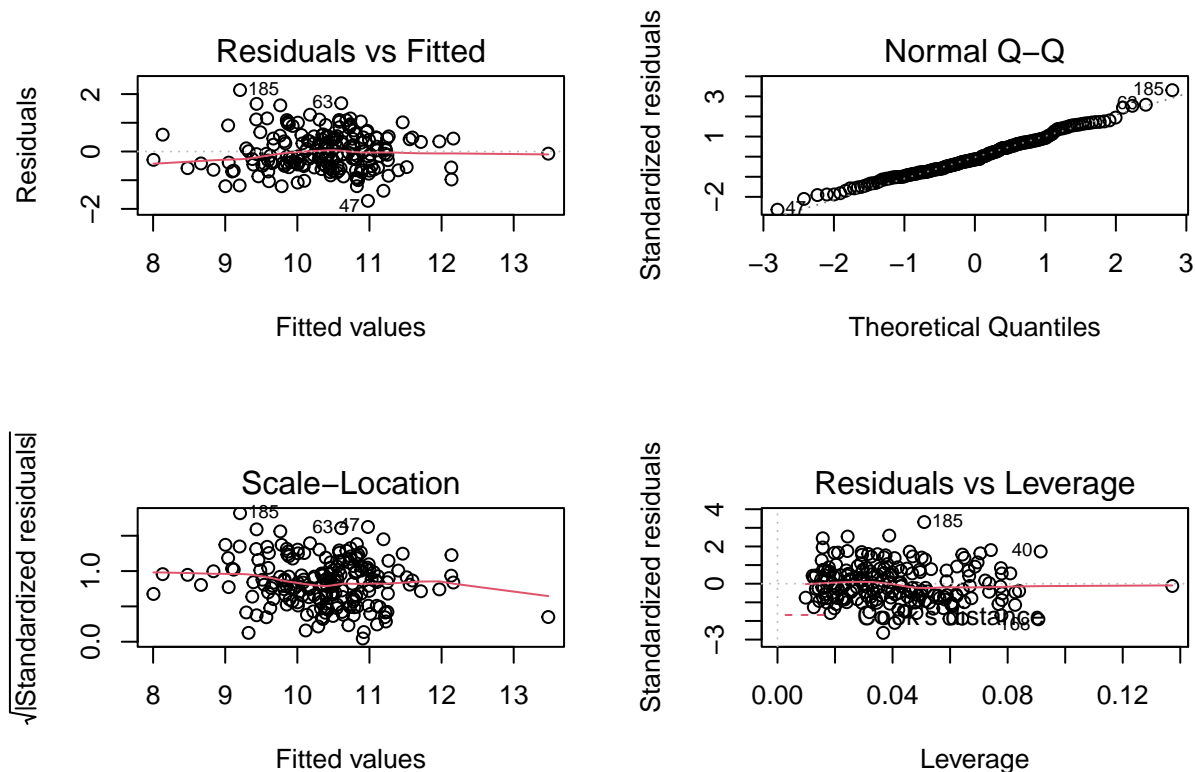 Residuals vs Fitted
Residuals
2
0
−2
185
63
47
8 9 10 11 12 13
Fitted values
Normal Q−Q
Standardized residuals
3
1
−2
185
63
47
−3 −2 −1 0 1 2 3
Theoretical Quantiles
Scale−Location
√|Standardized residuals|
1.0
0.0
185
63 47
8 9 10 11 12 13
Fitted values
Residuals vs Leverage
Standardized residuals
4
2
0
−3
185
40
Cook's distance
0.00 0.04 0.08 0.12
Leverage